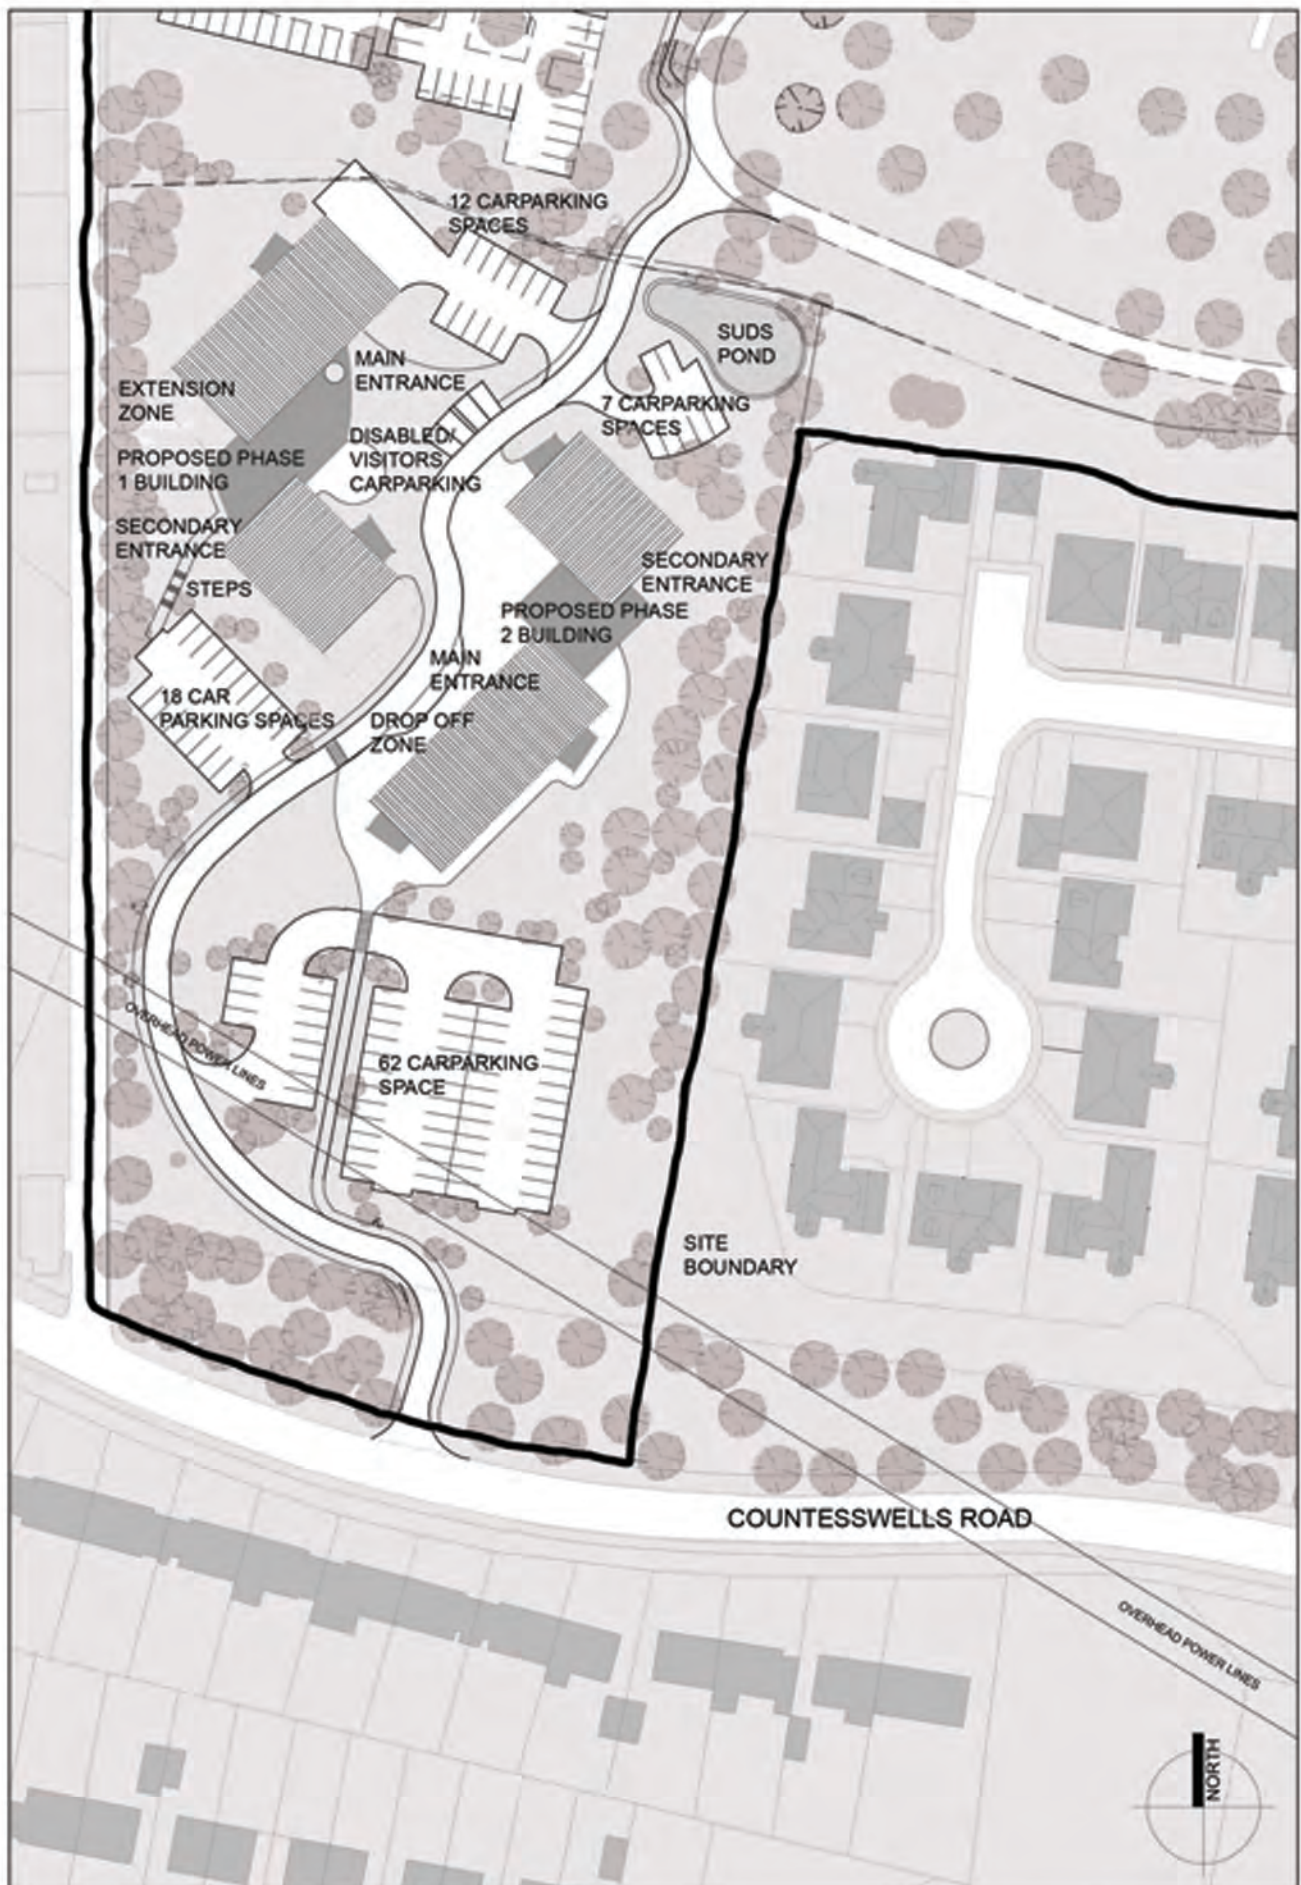 12 CARPARKING
SPACES
SUDS
POND
MAIN
ENTRANCE
EXTENSION
ZONE
7 CARPARKING
SPACES
DISABLED/
VISITORS
CARPARKING
PROPOSED PHASE
1 BUILDING
SECONDARY
ENTRANCE
SECONDARY
ENTRANCE
STEPS
PROPOSED PHASE
2 BUILDING
MAIN
ENTRANCE
18 CAR
PARKING SPACES
DROP OFF
ZONE
OVERHEAD POWER LINES
62 CARPARKING
SPACE
SITE
BOUNDARY
COUNTESSWELLS ROAD
OVERHEAD POWER LINES
NORTH